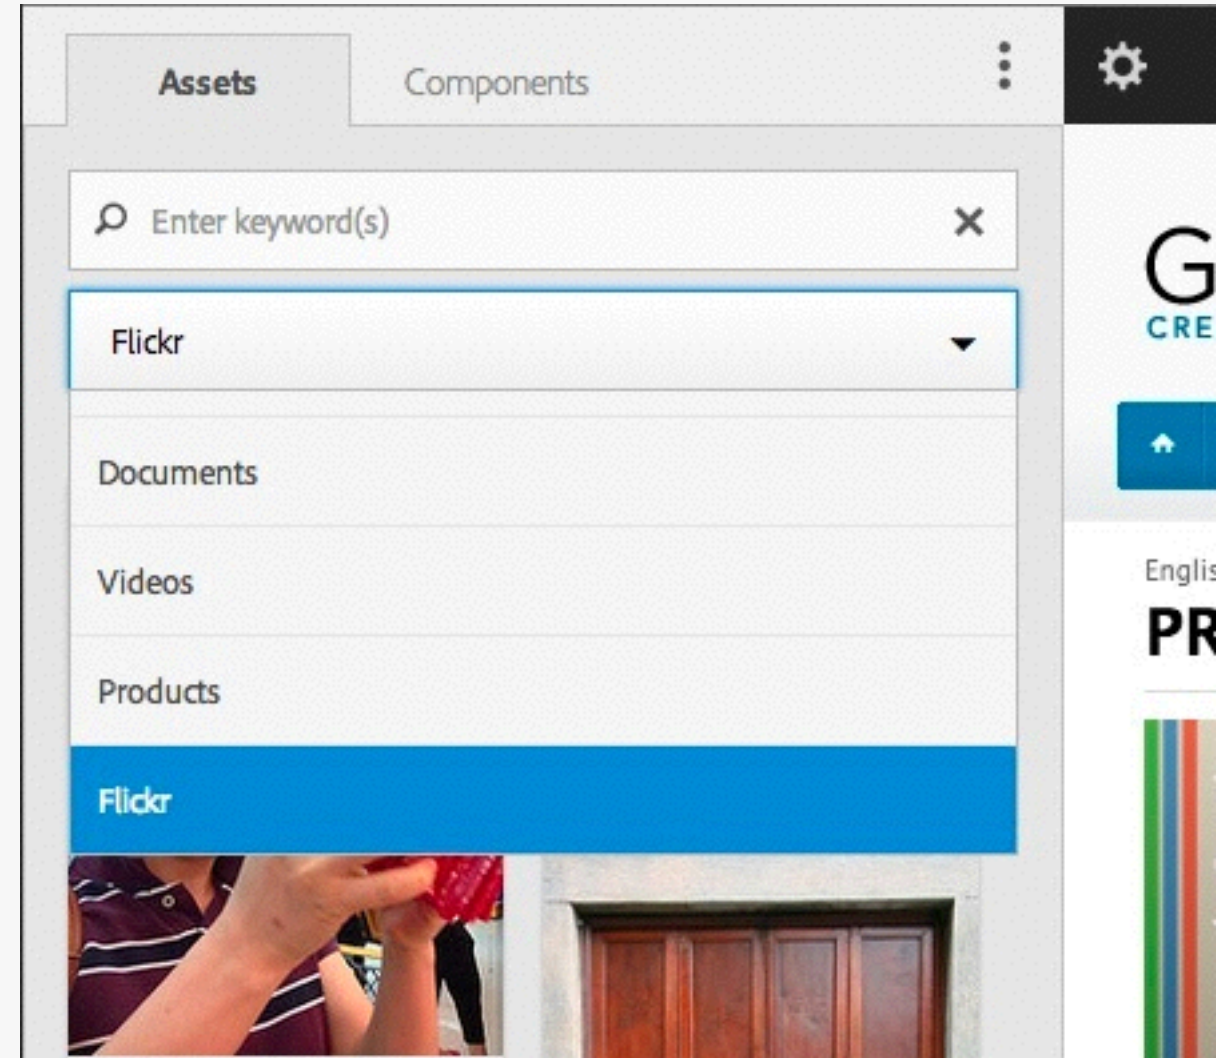 Assets
Components
Enter keyword(s)
Flickr
Documents
Videos
Products
Flickr
G
CRE
Englis
PR